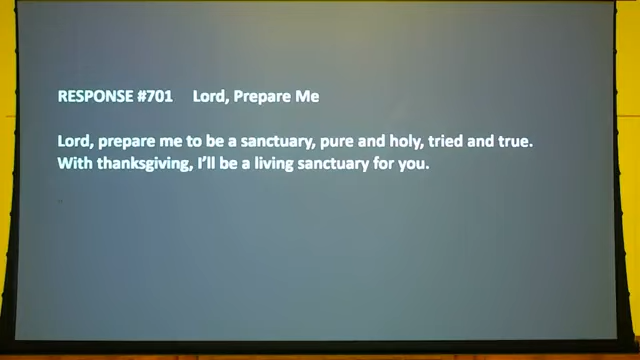 RESPONSE #701 Lord, Prepare Me
Lord, prepare me to be a sanctuary, pure and holy, tried and true.
With thanksgiving, I’ll be a living sanctuary for you.